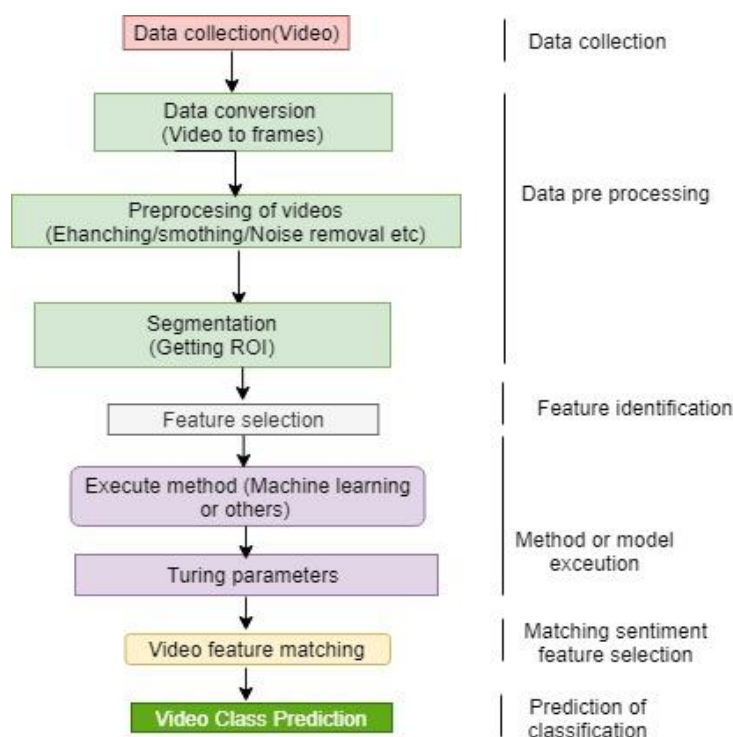 Data collection(Video)
Data collection
Data conversion
(Video to frames)
Data pre processing
Preprocesing of videos
(Ehanching/smothing/Noise removal etc)
Segmentation
(Getting ROI)
Feature selection
Feature identification
Execute method (Machine learning
or others)
Method or model
exceution
Turing parameters
Video feature matching
Matching sentiment
feature selection
Video Class Prediction
Prediction of
classification